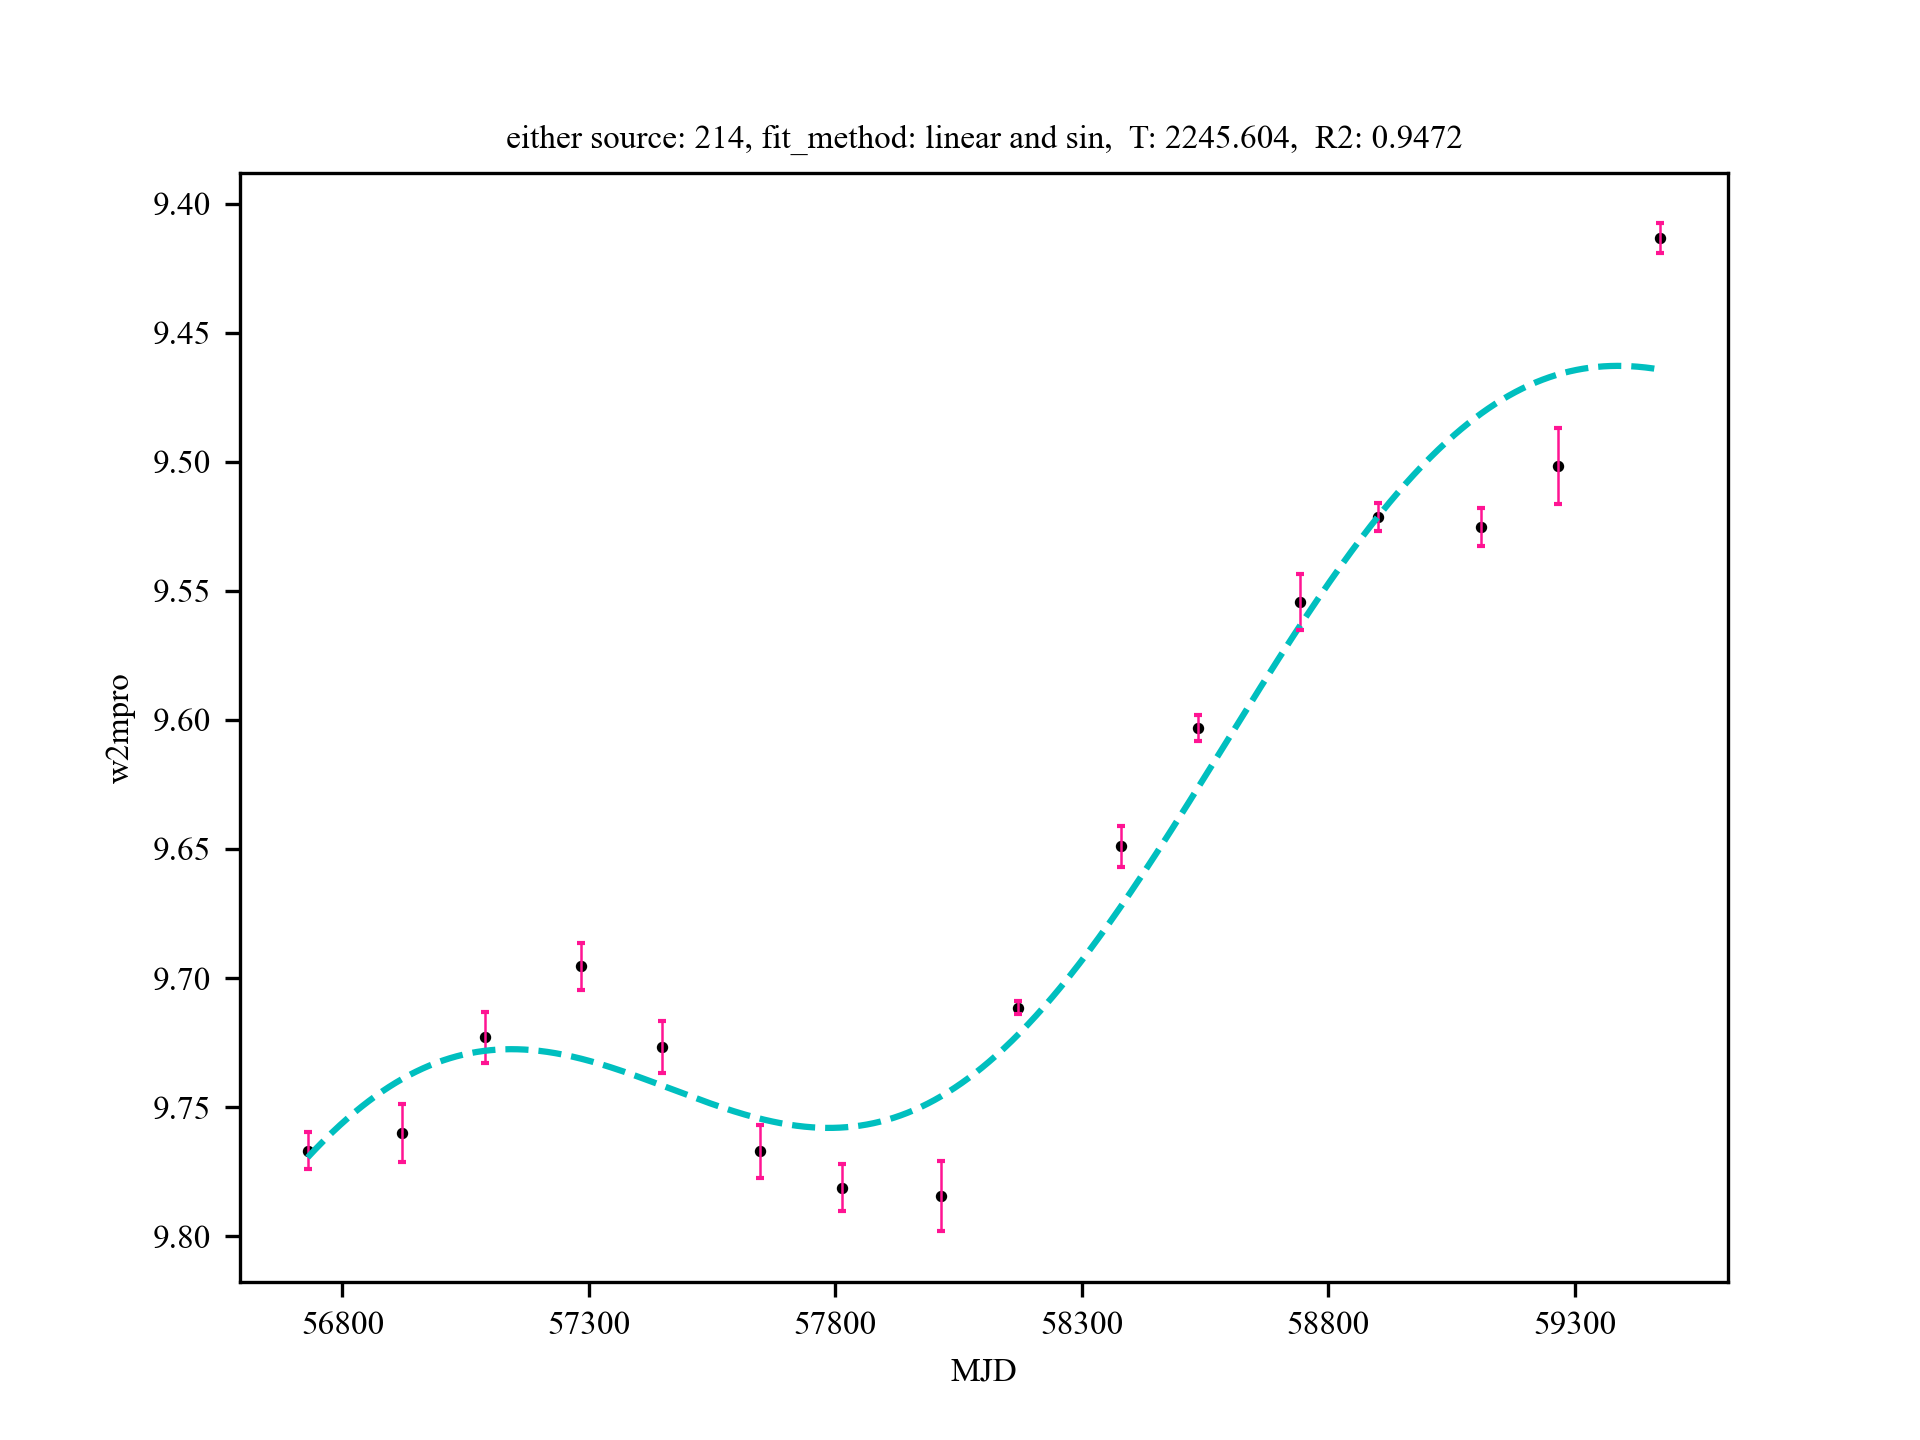 either source: 214, fit_method: linear and sin,  T: 2245.604,  R2: 0.9472
9.40
9.45
9.50
9.55
9.60
9.65
9.70
9.75
9.80
w2mpro
56800 57300 57800 58300 58800 59300
MJD